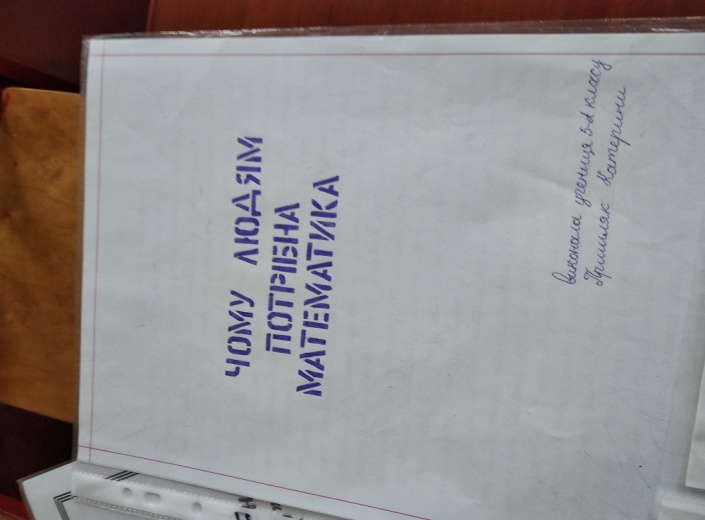 ЧОМУ ЛЮДЯМ
ПОТРІБНА
МАТЕМАТИКА
Виконала учениця 5-А класу
Катерини